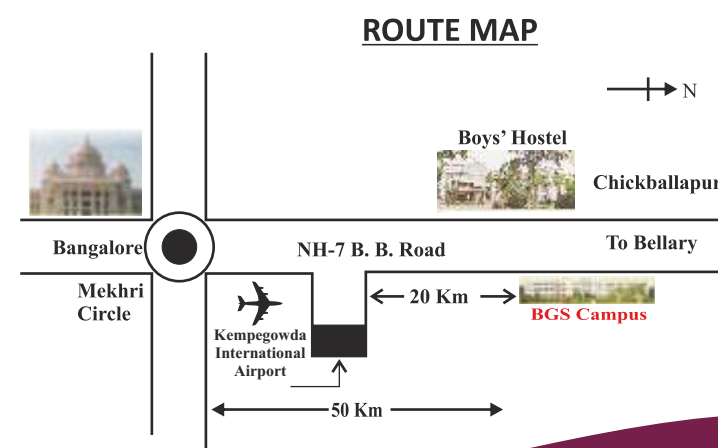 ROUTE MAP
N
Boys' Hostel
Chickballapur
Bangalore
NH-7 B. B. Road
To Bellary
Mekhri
Circle
20 Km
BGS Campus
Kempegowda
International
Airport
50 Km